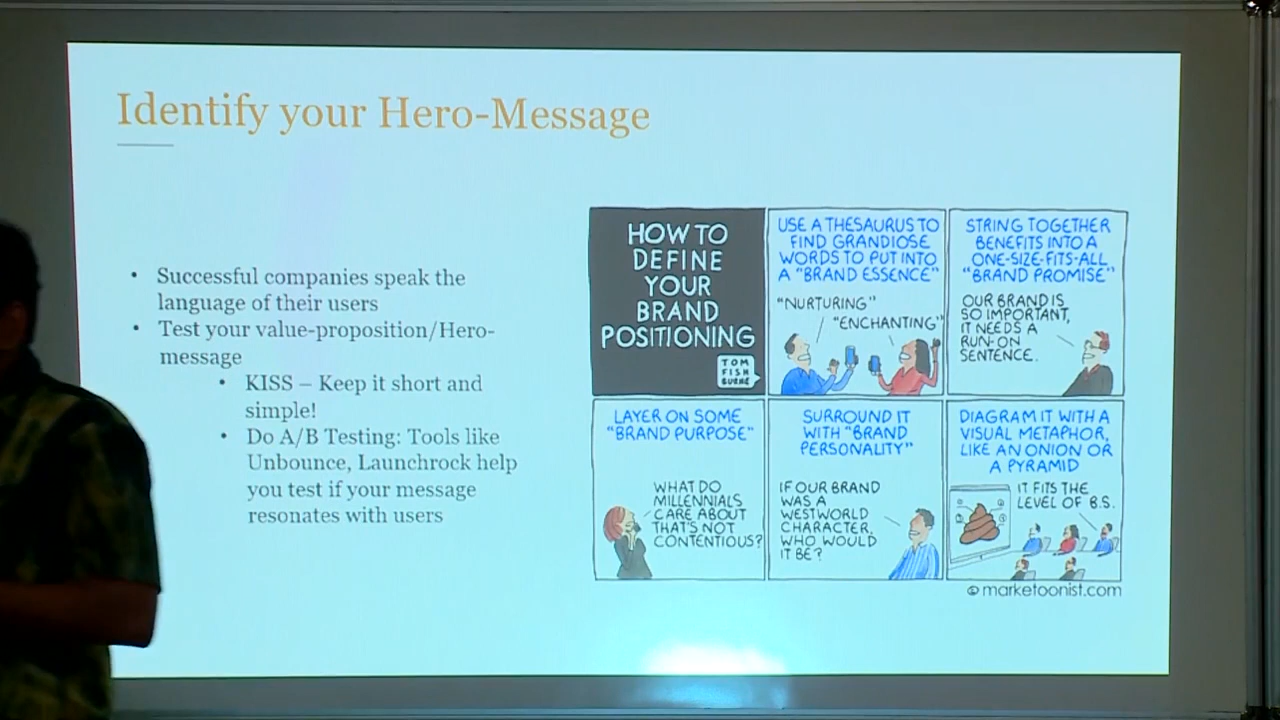 Identify your Hero-Message
• Successful companies speak the
language of their users
• Test your value-proposition/Hero-
message
• KISS – Keep it short and
simple!
• Do A/B Testing: Tools like
Unbounce, Launchrock help
you test if your message
resonates with users
HOW TO
DEFINE
YOUR
BRAND
POSITIONING
TOM
FISH
BURNE
USE A THESAURUS TO
FIND GRANDIOSE
WORDS TO PUT INTO
A "BRAND ESSENCE"
"NURTURING"
"ENCHANTING"
STRING TOGETHER
BENEFITS INTO A
ONE-SIZE-FITS-ALL
"BRAND PROMISE"
OUR BRAND IS
SO IMPORTANT,
IT NEEDS A
RUN-ON
SENTENCE.
LAYER ON SOME
"BRAND PURPOSE"
WHAT DO
MILLENNIALS
CARE ABOUT
THAT'S NOT
CONTENTIOUS?
SURROUND IT
WITH "BRAND
PERSONALITY"
IF OUR BRAND
WAS A
WESTWORLD
CHARACTER,
WHO WOULD
IT BE?
DIAGRAM IT WITH A
VISUAL METAPHOR,
LIKE AN ONION OR
A PYRAMID
IT FITS THE
LEVEL OF B.S.
© marketoonist.com